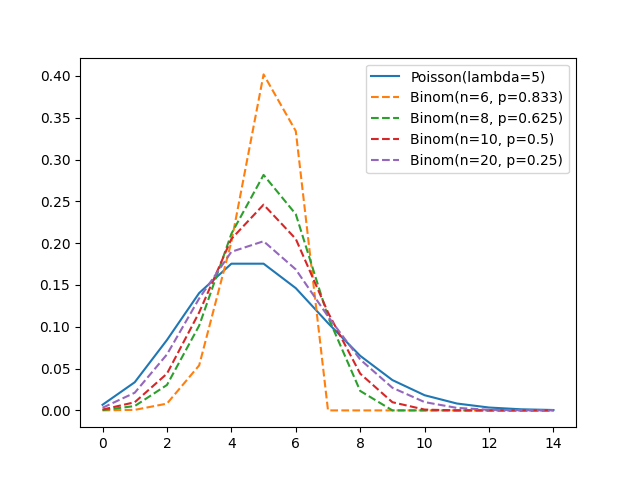 Poisson(lambda=5)
Binom(n=6, p=0.833)
Binom(n=8, p=0.625)
Binom(n=10, p=0.5)
Binom(n=20, p=0.25)
0.40
0.35
0.30
0.25
0.20
0.15
0.10
0.05
0.00
0 2 4 6 8 10 12 14